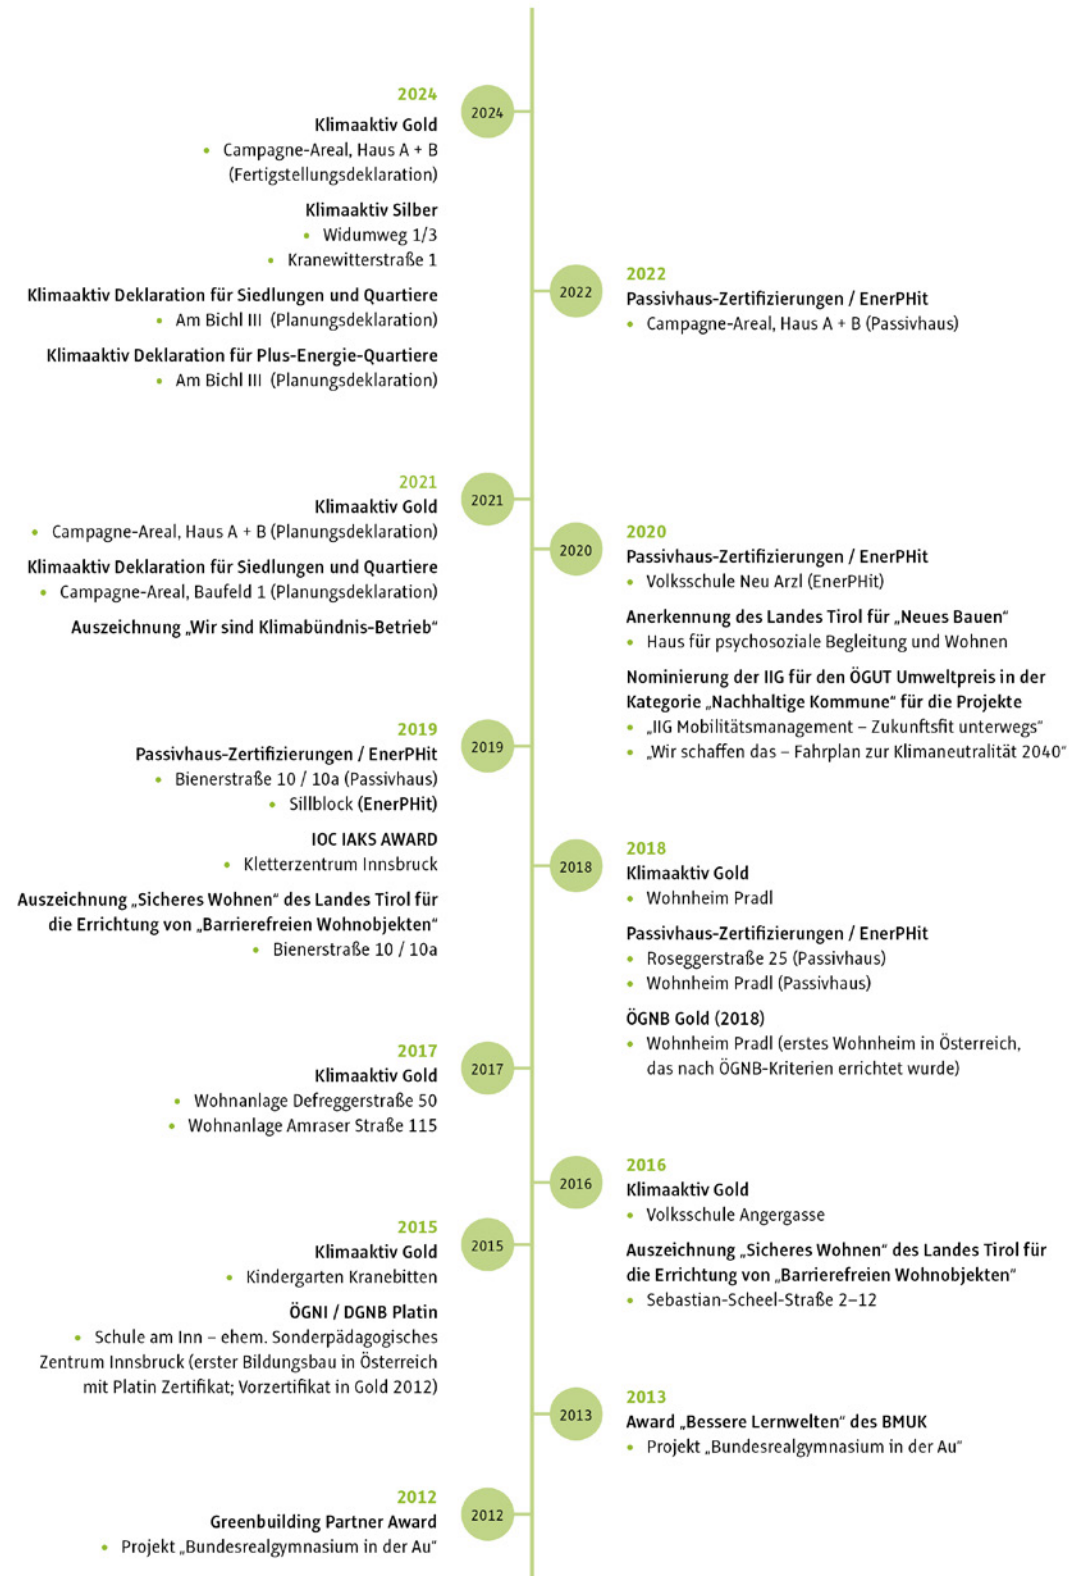 2024
2024
Klimaaktiv Gold
• Campagne-Areal, Haus A + B
(Fertigstellungsdeklaration)
Klimaaktiv Silber
• Widumweg 1/3
• Kranewitterstraße 1
Klimaaktiv Deklaration für Siedlungen und Quartiere
• Am Bichl III (Planungsdeklaration)
Klimaaktiv Deklaration für Plus-Energie-Quartiere
• Am Bichl III (Planungsdeklaration)
2022
2022
Passivhaus-Zertifizierungen / EnerPHit
• Campagne-Areal, Haus A + B (Passivhaus)
2021
2021
Klimaaktiv Gold
• Campagne-Areal, Haus A + B (Planungsdeklaration)
Klimaaktiv Deklaration für Siedlungen und Quartiere
• Campagne-Areal, Baufeld 1 (Planungsdeklaration)
Auszeichnung „Wir sind Klimabündnis-Betrieb“
2020
2020
Passivhaus-Zertifizierungen / EnerPHit
• Volksschule Neu Arzl (EnerPHit)
Anerkennung des Landes Tirol für „Neues Bauen“
• Haus für psychosoziale Begleitung und Wohnen
Nominierung der IIG für den ÖGUT Umweltpreis in der
Kategorie „Nachhaltige Kommune“ für die Projekte
• „IIG Mobilitätsmanagement – Zukunftsfit unterwegs“
• „Wir schaffen das – Fahrplan zur Klimaneutralität 2040“
2019
2019
Passivhaus-Zertifizierungen / EnerPHit
• Bienerstraße 10 / 10a (Passivhaus)
• Sillblock (EnerPHit)
IOC IAKS AWARD
• Kletterzentrum Innsbruck
Auszeichnung „Sicheres Wohnen“ des Landes Tirol für
die Errichtung von „Barrierefreien Wohnobjekten“
• Bienerstraße 10 / 10a
2018
2018
Klimaaktiv Gold
• Wohnheim Pradl
Passivhaus-Zertifizierungen / EnerPHit
• Roseggerstraße 25 (Passivhaus)
• Wohnheim Pradl (Passivhaus)
ÖGNB Gold (2018)
• Wohnheim Pradl (erstes Wohnheim in Österreich,
das nach ÖGNB-Kriterien errichtet wurde)
2017
2017
Klimaaktiv Gold
• Wohnanlage Defreggerstraße 50
• Wohnanlage Amraser Straße 115
2016
2016
Klimaaktiv Gold
• Volksschule Angergasse
Auszeichnung „Sicheres Wohnen“ des Landes Tirol für
die Errichtung von „Barrierefreien Wohnobjekten“
• Sebastian-Scheel-Straße 2–12
2015
2015
Klimaaktiv Gold
• Kindergarten Kranebitten
ÖGNI / DGNB Platin
• Schule am Inn – ehem. Sonderpädagogisches
Zentrum Innsbruck (erster Bildungsbau in Österreich
mit Platin Zertifikat; Vorzertifikat in Gold 2012)
2013
2013
Award „Bessere Lernwelten“ des BMUK
• Projekt „Bundesrealgymnasium in der Au“
2012
2012
Greenbuilding Partner Award
• Projekt „Bundesrealgymnasium in der Au“